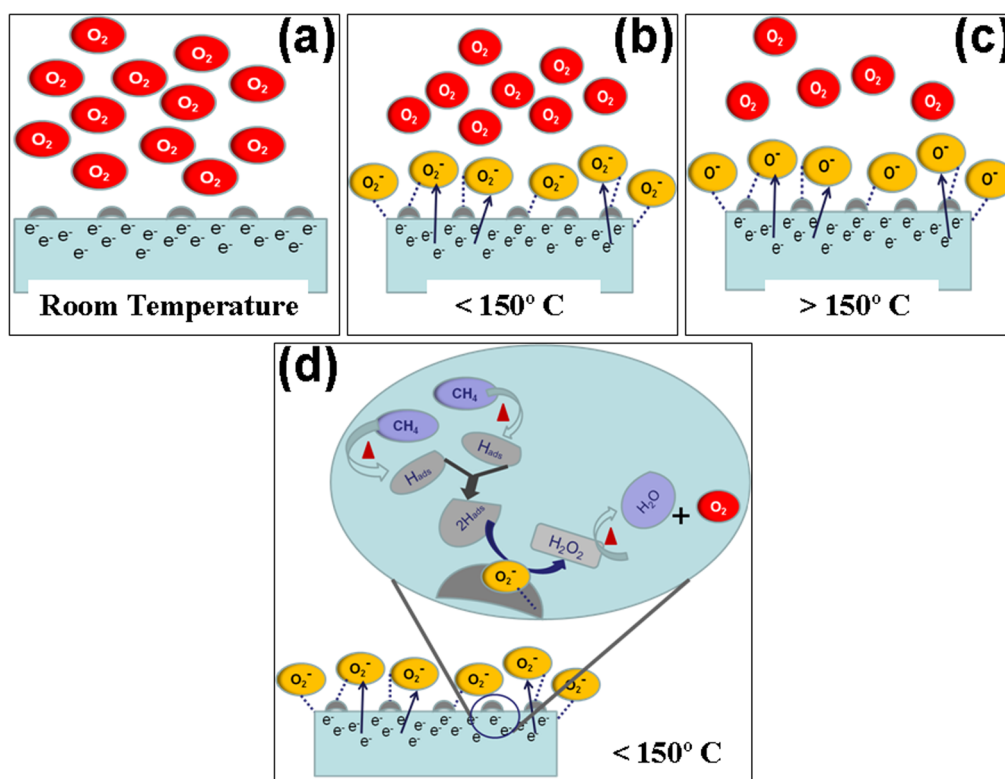 (a)
O₂
O₂
O₂ O₂ O₂
O₂
O₂
O₂ O₂ O₂
O₂ O₂
e⁻ e⁻ e⁻ e⁻ e⁻ e⁻ e⁻
e⁻ e⁻ e⁻ e⁻ e⁻ e⁻
e⁻ e⁻ e⁻
Room Temperature
(b)
O₂
O₂
O₂ O₂ O₂
O₂ O₂
O₂
O₂⁻ O₂⁻ O₂⁻ O₂⁻ O₂⁻ O₂⁻
e⁻ e⁻ e⁻ e⁻ e⁻ e⁻
e⁻ e⁻ e⁻ e⁻ e⁻
e⁻ e⁻ e⁻
< 150° C
(c)
O₂
O₂
O₂ O₂ O₂
O⁻ O⁻ O⁻ O⁻ O⁻ O⁻
e⁻ e⁻ e⁻ e⁻ e⁻ e⁻
e⁻ e⁻ e⁻ e⁻ e⁻
e⁻ e⁻ e⁻
> 150° C
(d)
CH₄
CH₄
Hads
Hads
2Hads
O₂⁻
H₂O₂
H₂O + O₂
O₂⁻ O₂⁻ O₂⁻ O₂⁻ O₂⁻ O₂⁻
e⁻ e⁻ e⁻ e⁻ e⁻ e⁻
e⁻ e⁻ e⁻ e⁻ e⁻
e⁻ e⁻ e⁻
< 150° C